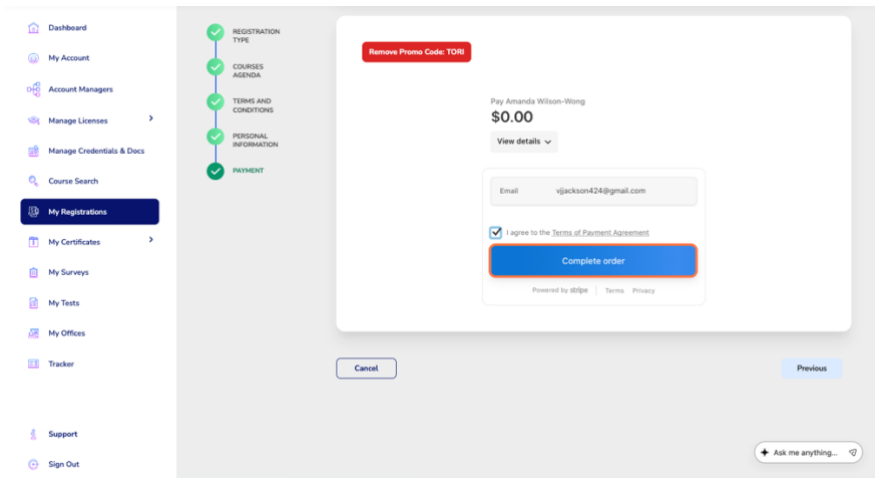 Dashboard
My Account
Account Managers
Manage Licenses
Manage Credentials & Docs
Course Search
My Registrations
My Certificates
My Surveys
My Tests
My Offices
Tracker
Support
Sign Out
REGISTRATION
TYPE
COURSES
AGENDA
TERMS AND
CONDITIONS
PERSONAL
INFORMATION
PAYMENT
Remove Promo Code: TORI
Pay Amanda Wilson-Wong
$0.00
View details
Email vjjackson424@gmail.com
I agree to the Terms of Payment Agreement
Complete order
Powered by stripe Terms Privacy
Cancel
Previous
Ask me anything...